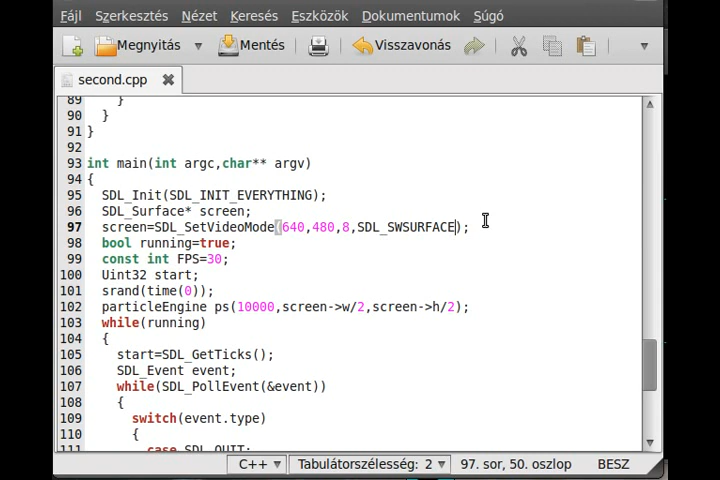 Fájl Szerkesztés Nézet Keresés Eszközök Dokumentumok Súgó
Megnyitás Mentés Visszavonás
second.cpp
89 }
90 }
91 }
92
93 int main(int argc,char** argv)
94 {
95 SDL_Init(SDL_INIT_EVERYTHING);
96 SDL_Surface* screen;
97 screen=SDL_SetVideoMode(640,480,8,SDL_SWSURFACE);
98 bool running=true;
99 const int FPS=30;
100 Uint32 start;
101 srand(time(0));
102 particleEngine ps(10000,screen->w/2,screen->h/2);
103 while(running)
104 {
105 start=SDL_GetTicks();
106 SDL_Event event;
107 while(SDL_PollEvent(&event))
108 {
109 switch(event.type)
110 {
111 case SDL_QUIT:
C++ Tabulátorszélesség: 2 97. sor, 50. oszlop BESZ